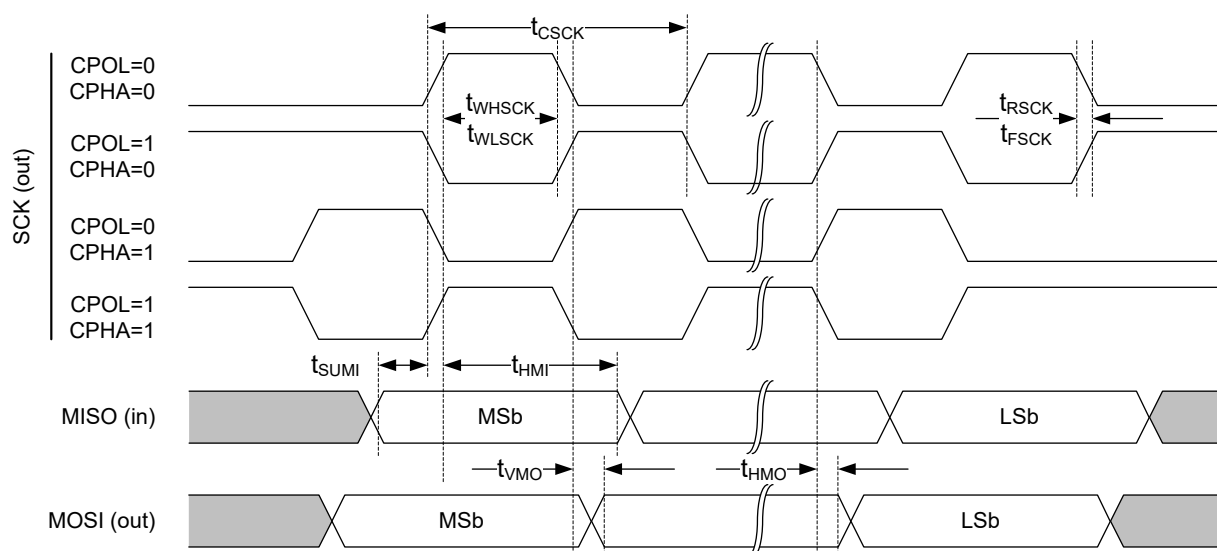 tCSCK
SCK (out)
CPOL=0
CPHA=0
tWHSCK
tWLSCK
tRSCK
tFSCK
CPOL=1
CPHA=0
CPOL=0
CPHA=1
CPOL=1
CPHA=1
tSUMI
tHMI
MISO (in)
MSb
LSb
tVMO
tHMO
MOSI (out)
MSb
LSb